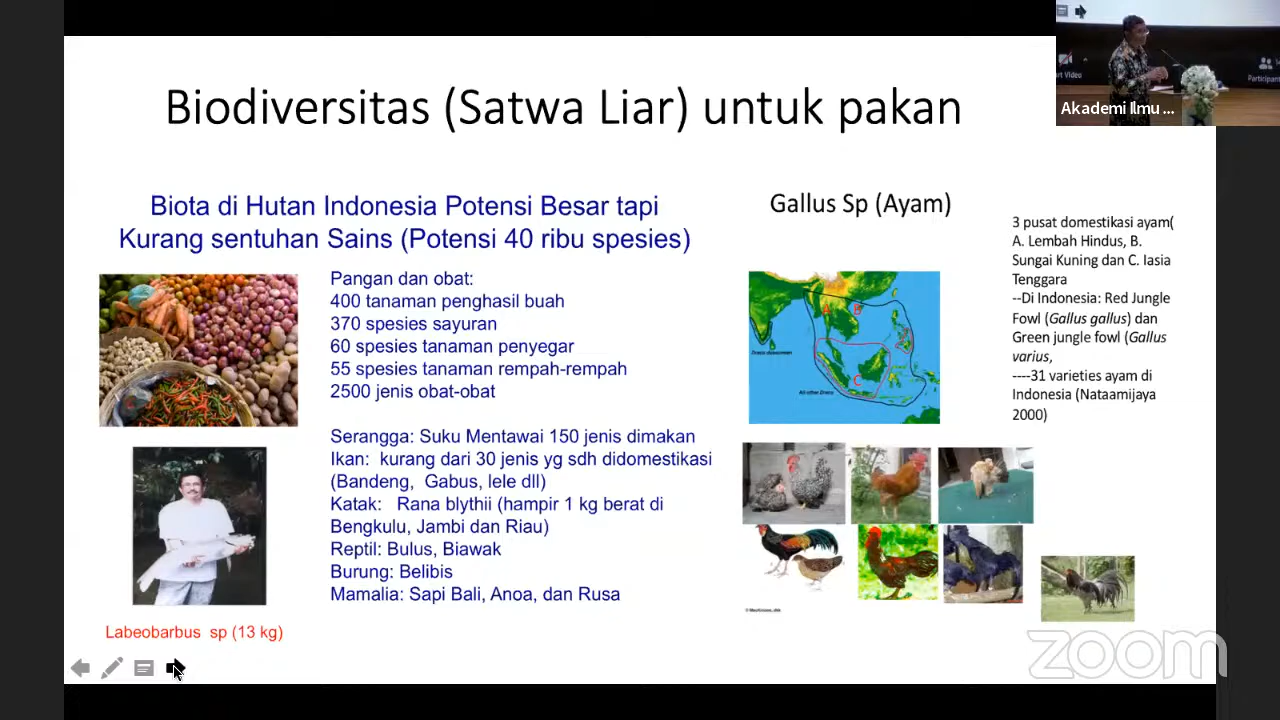 Biodiversitas (Satwa Liar) untuk pakan
Biota di Hutan Indonesia Potensi Besar tapi
Kurang sentuhan Sains (Potensi 40 ribu spesies)
Pangan dan obat:
400 tanaman penghasil buah
370 spesies sayuran
60 spesies tanaman penyegar
55 spesies tanaman rempah-rempah
2500 jenis obat-obat
Serangga: Suku Mentawai 150 jenis dimakan
Ikan: kurang dari 30 jenis yg sdh didomestikasi
(Bandeng, Gabus, lele dll)
Katak: Rana blythii (hampir 1 kg berat di
Bengkulu, Jambi dan Riau)
Reptil: Bulus, Biawak
Burung: Belibis
Mamalia: Sapi Bali, Anoa, dan Rusa
Labeobarbus sp (13 kg)
Gallus Sp (Ayam)
A
B
C
3 pusat domestikasi ayam(
A. Lembah Hindus, B.
Sungai Kuning dan C. Iasia
Tenggara
--Di Indonesia: Red Jungle
Fowl (Gallus gallus) dan
Green jungle fowl (Gallus
varius,
----31 varieties ayam di
Indonesia (Nataamijaya
2000)
Akademi Ilmu ...
rt Video
Participant
zoom